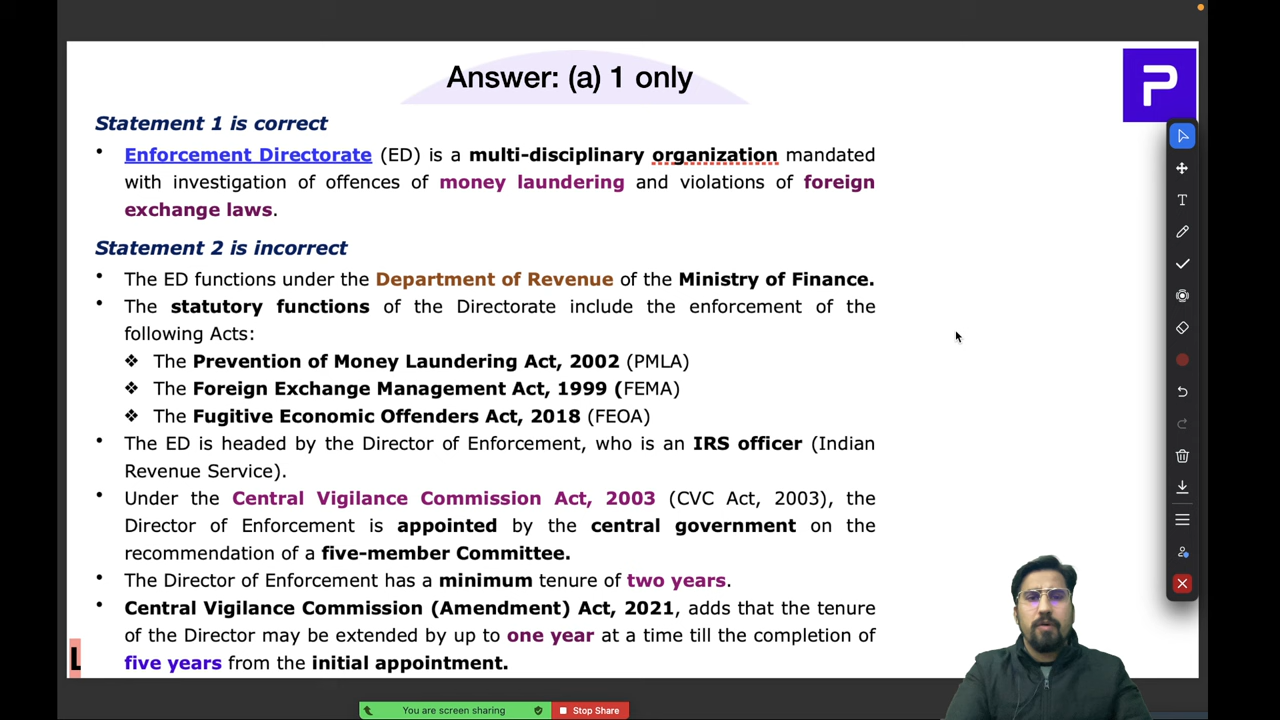 Answer: (a) 1 only
P
Statement 1 is correct
• Enforcement Directorate (ED) is a multi-disciplinary organization mandated
with investigation of offences of money laundering and violations of foreign
exchange laws.
Statement 2 is incorrect
• The ED functions under the Department of Revenue of the Ministry of Finance.
• The statutory functions of the Directorate include the enforcement of the
following Acts:
❖ The Prevention of Money Laundering Act, 2002 (PMLA)
❖ The Foreign Exchange Management Act, 1999 (FEMA)
❖ The Fugitive Economic Offenders Act, 2018 (FEOA)
• The ED is headed by the Director of Enforcement, who is an IRS officer (Indian
Revenue Service).
• Under the Central Vigilance Commission Act, 2003 (CVC Act, 2003), the
Director of Enforcement is appointed by the central government on the
recommendation of a five-member Committee.
• The Director of Enforcement has a minimum tenure of two years.
• Central Vigilance Commission (Amendment) Act, 2021, adds that the tenure
of the Director may be extended by up to one year at a time till the completion of
five years from the initial appointment.
L
T
You are screen sharing
Stop Share